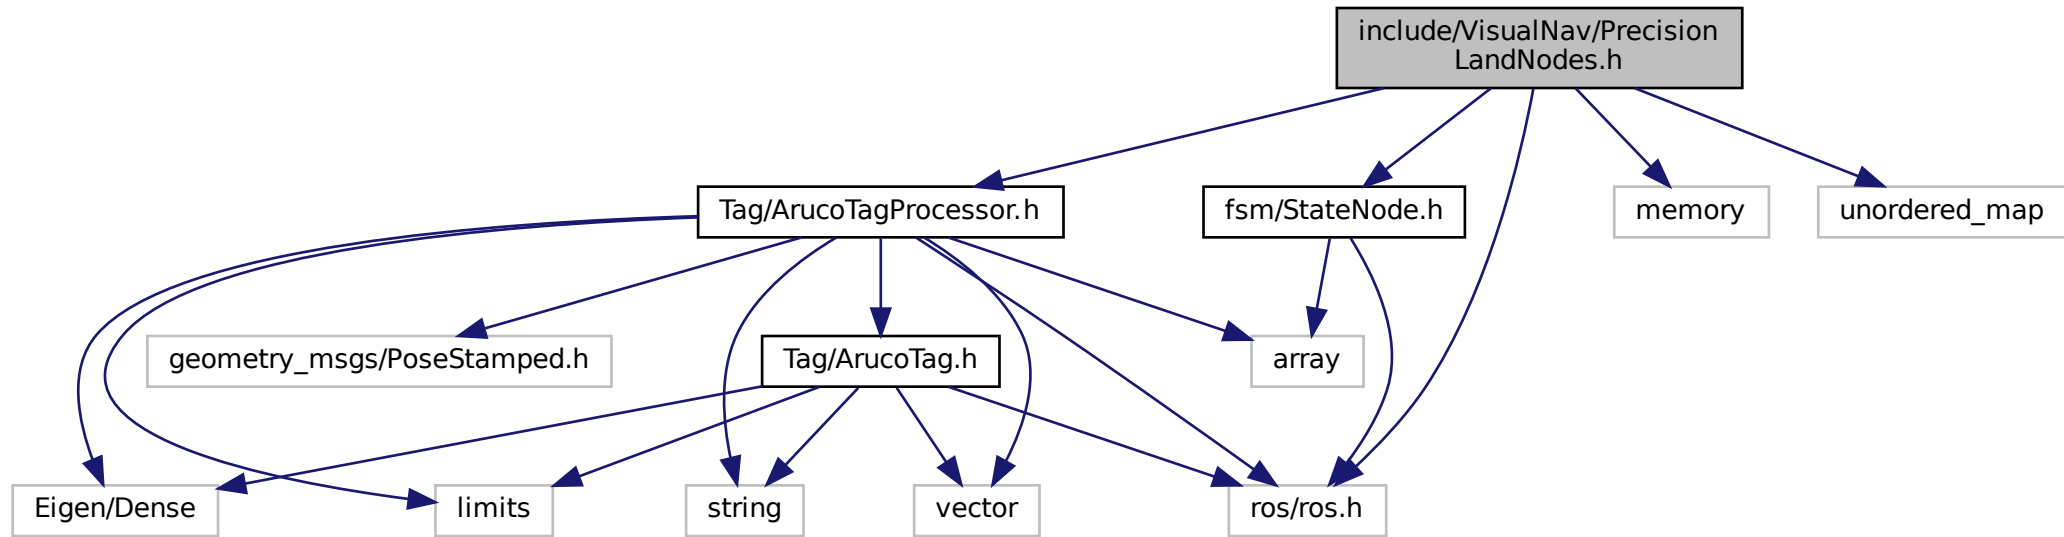 include/VisualNav/Precision
LandNodes.h
Tag/ArucoTagProcessor.h
fsm/StateNode.h
memory
unordered_map
geometry_msgs/PoseStamped.h
Tag/ArucoTag.h
array
Eigen/Dense
limits
string
vector
ros/ros.h